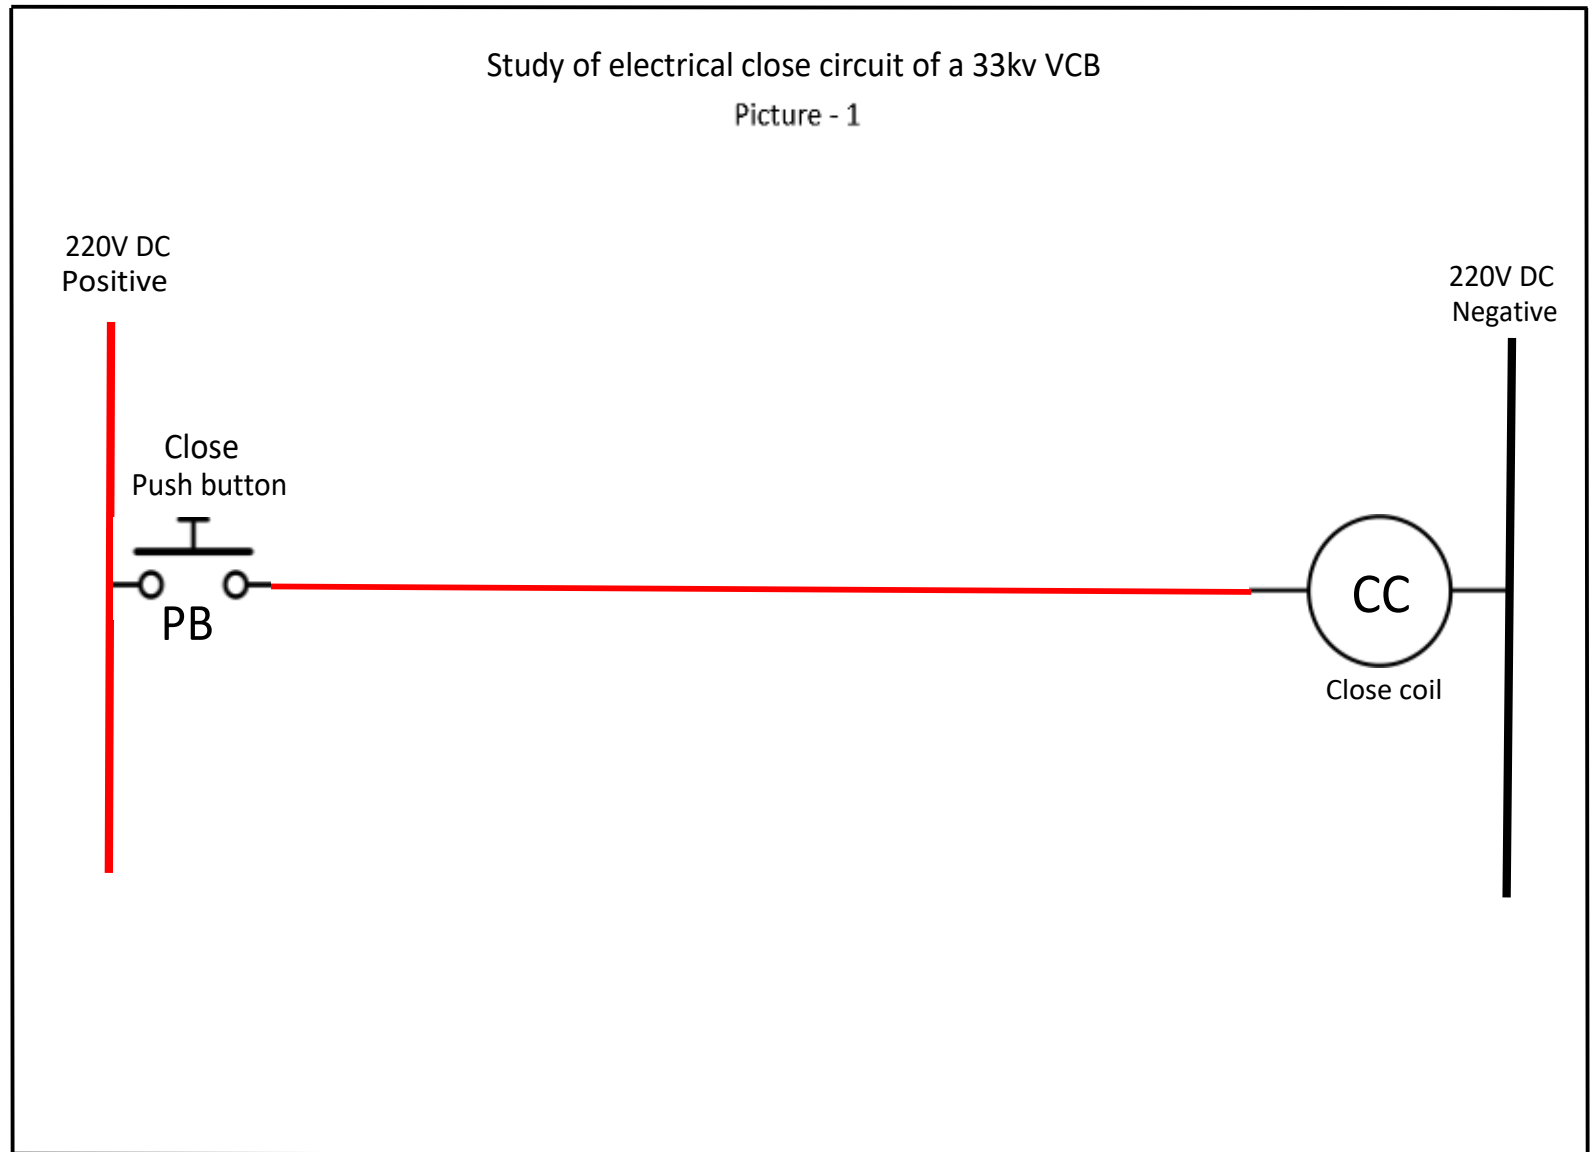 Study of electrical close circuit of a 33kv VCB
Picture - 1
220V DC
Positive
220V DC
Negative
Close
Push button
PB
CC
Close coil